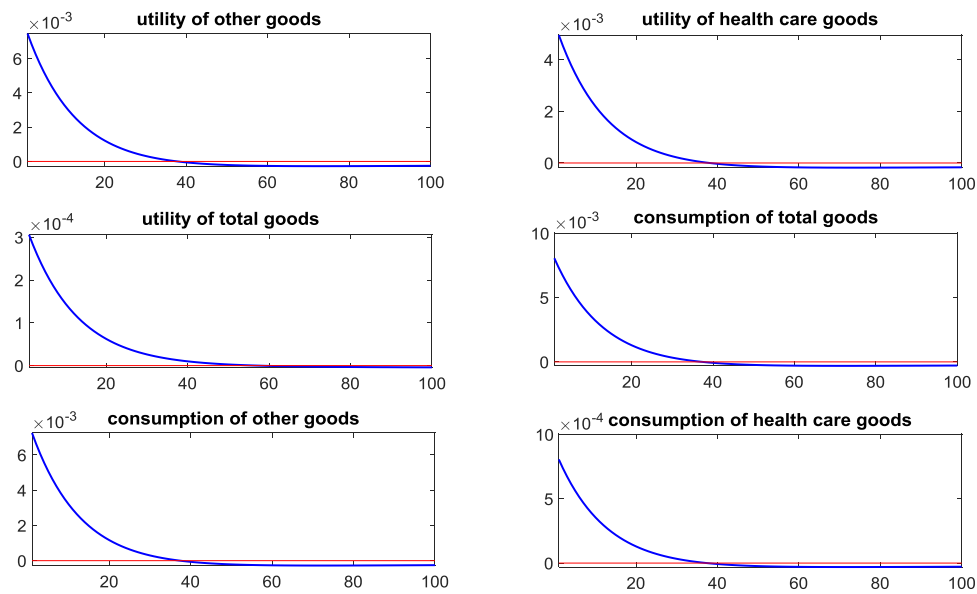 ×10⁻³ utility of other goods
6
4
2
0
20 40 60 80 100
×10⁻³ utility of health care goods
4
2
0
20 40 60 80 100
×10⁻⁴ utility of total goods
3
2
1
0
20 40 60 80 100
×10⁻³ consumption of total goods
10
5
0
20 40 60 80 100
×10⁻³ consumption of other goods
6
4
2
0
20 40 60 80 100
×10⁻⁴ consumption of health care goods
10
5
0
20 40 60 80 100